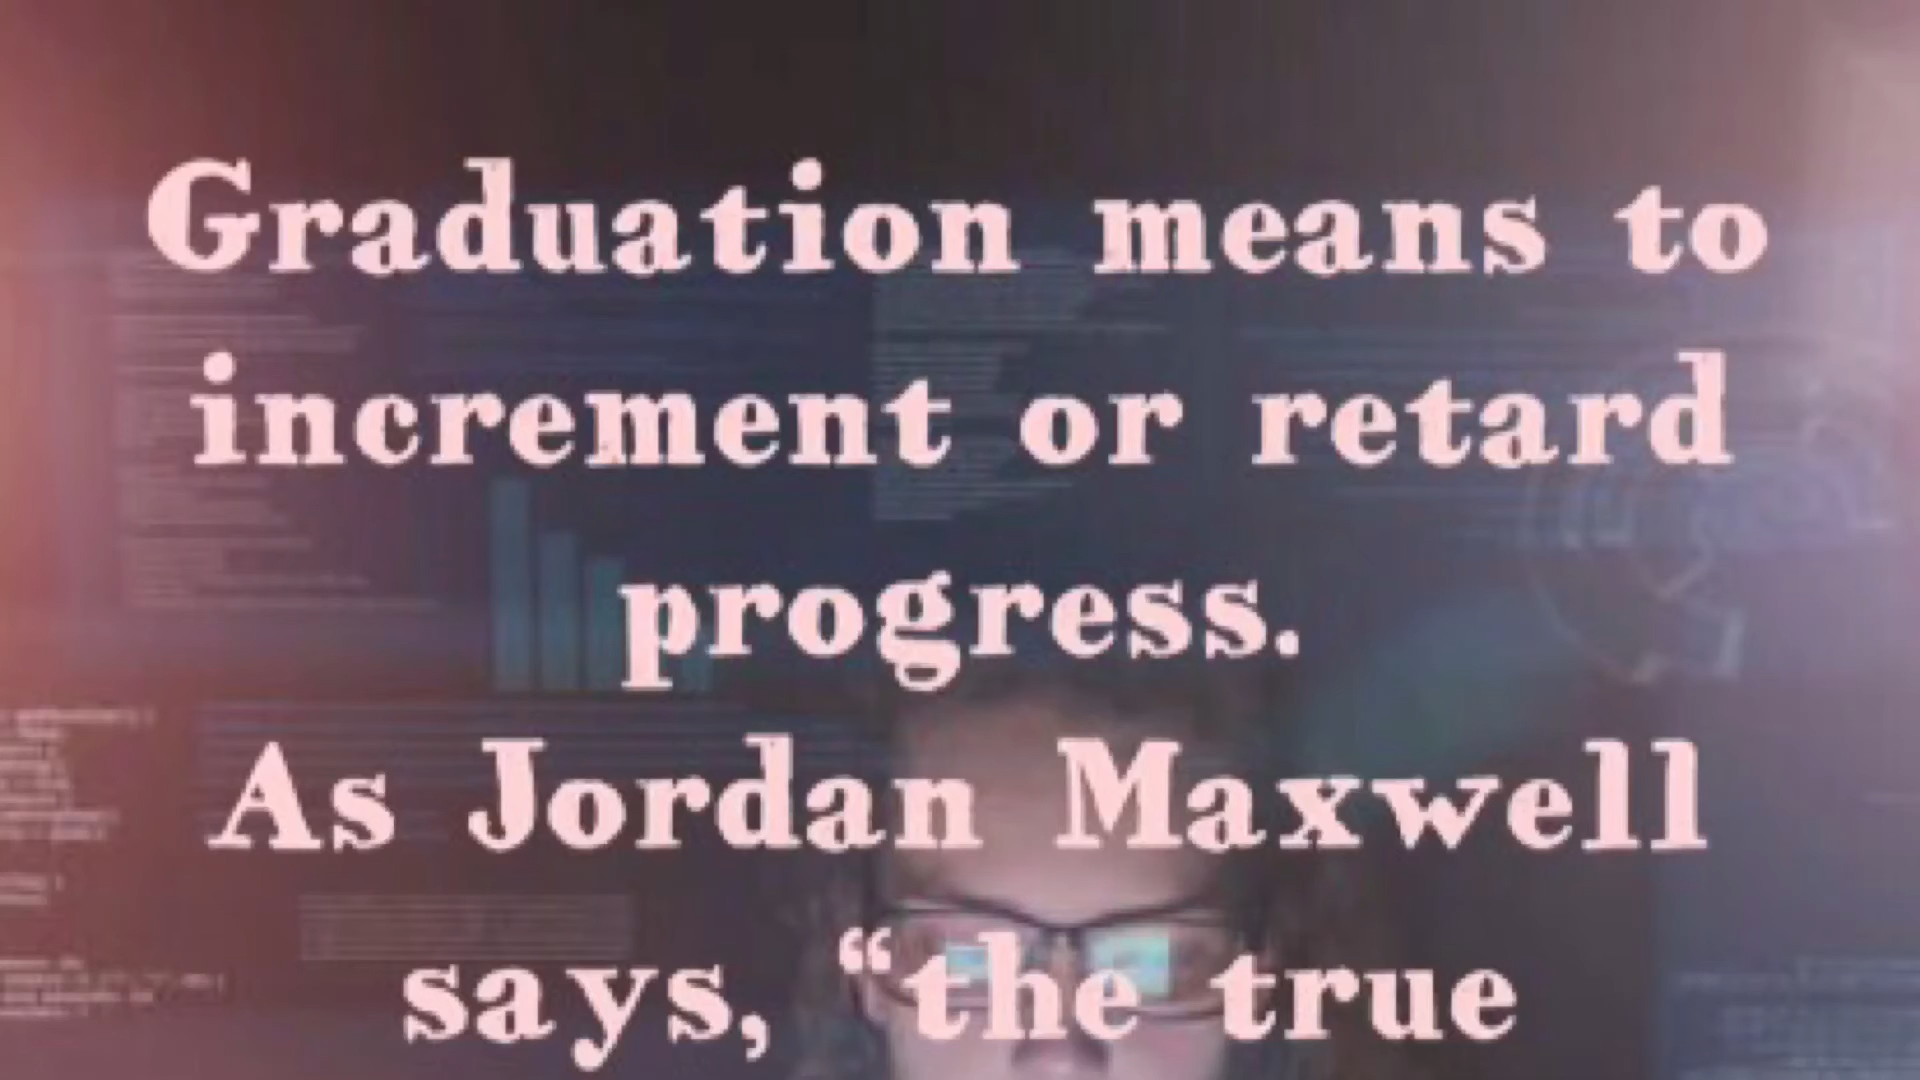 Graduation means to
increment or retard
progress.
As Jordan Maxwell
says, “the true